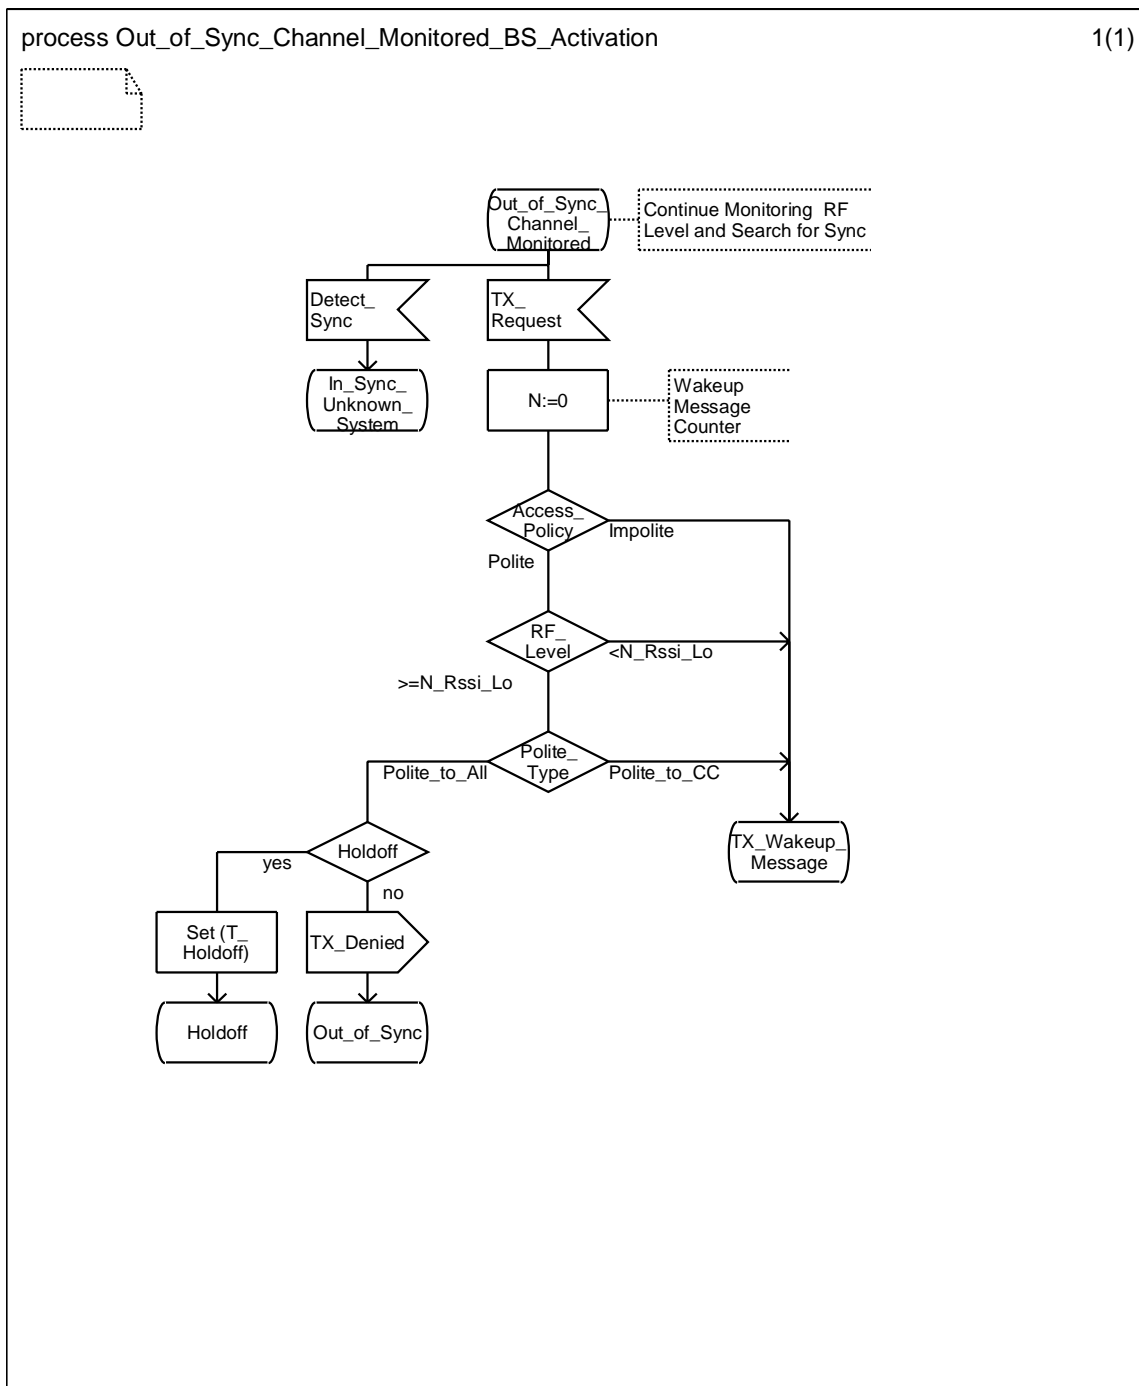 process Out_of_Sync_Channel_Monitored_BS_Activation 1(1)
Out_of_Sync_
Channel_
Monitored
Continue Monitoring RF
Level and Search for Sync
Detect_
Sync
TX_
Request
In_Sync_
Unknown_
System
N:=0
Wakeup
Message
Counter
Access_
Policy
Impolite
Polite
RF_
Level
<N_Rssi_Lo
>=N_Rssi_Lo
Polite_
Type
Polite_to_All
Polite_to_CC
Holdoff
yes
no
TX_Wakeup_
Message
Set (T_
Holdoff)
TX_Denied
Holdoff
Out_of_Sync